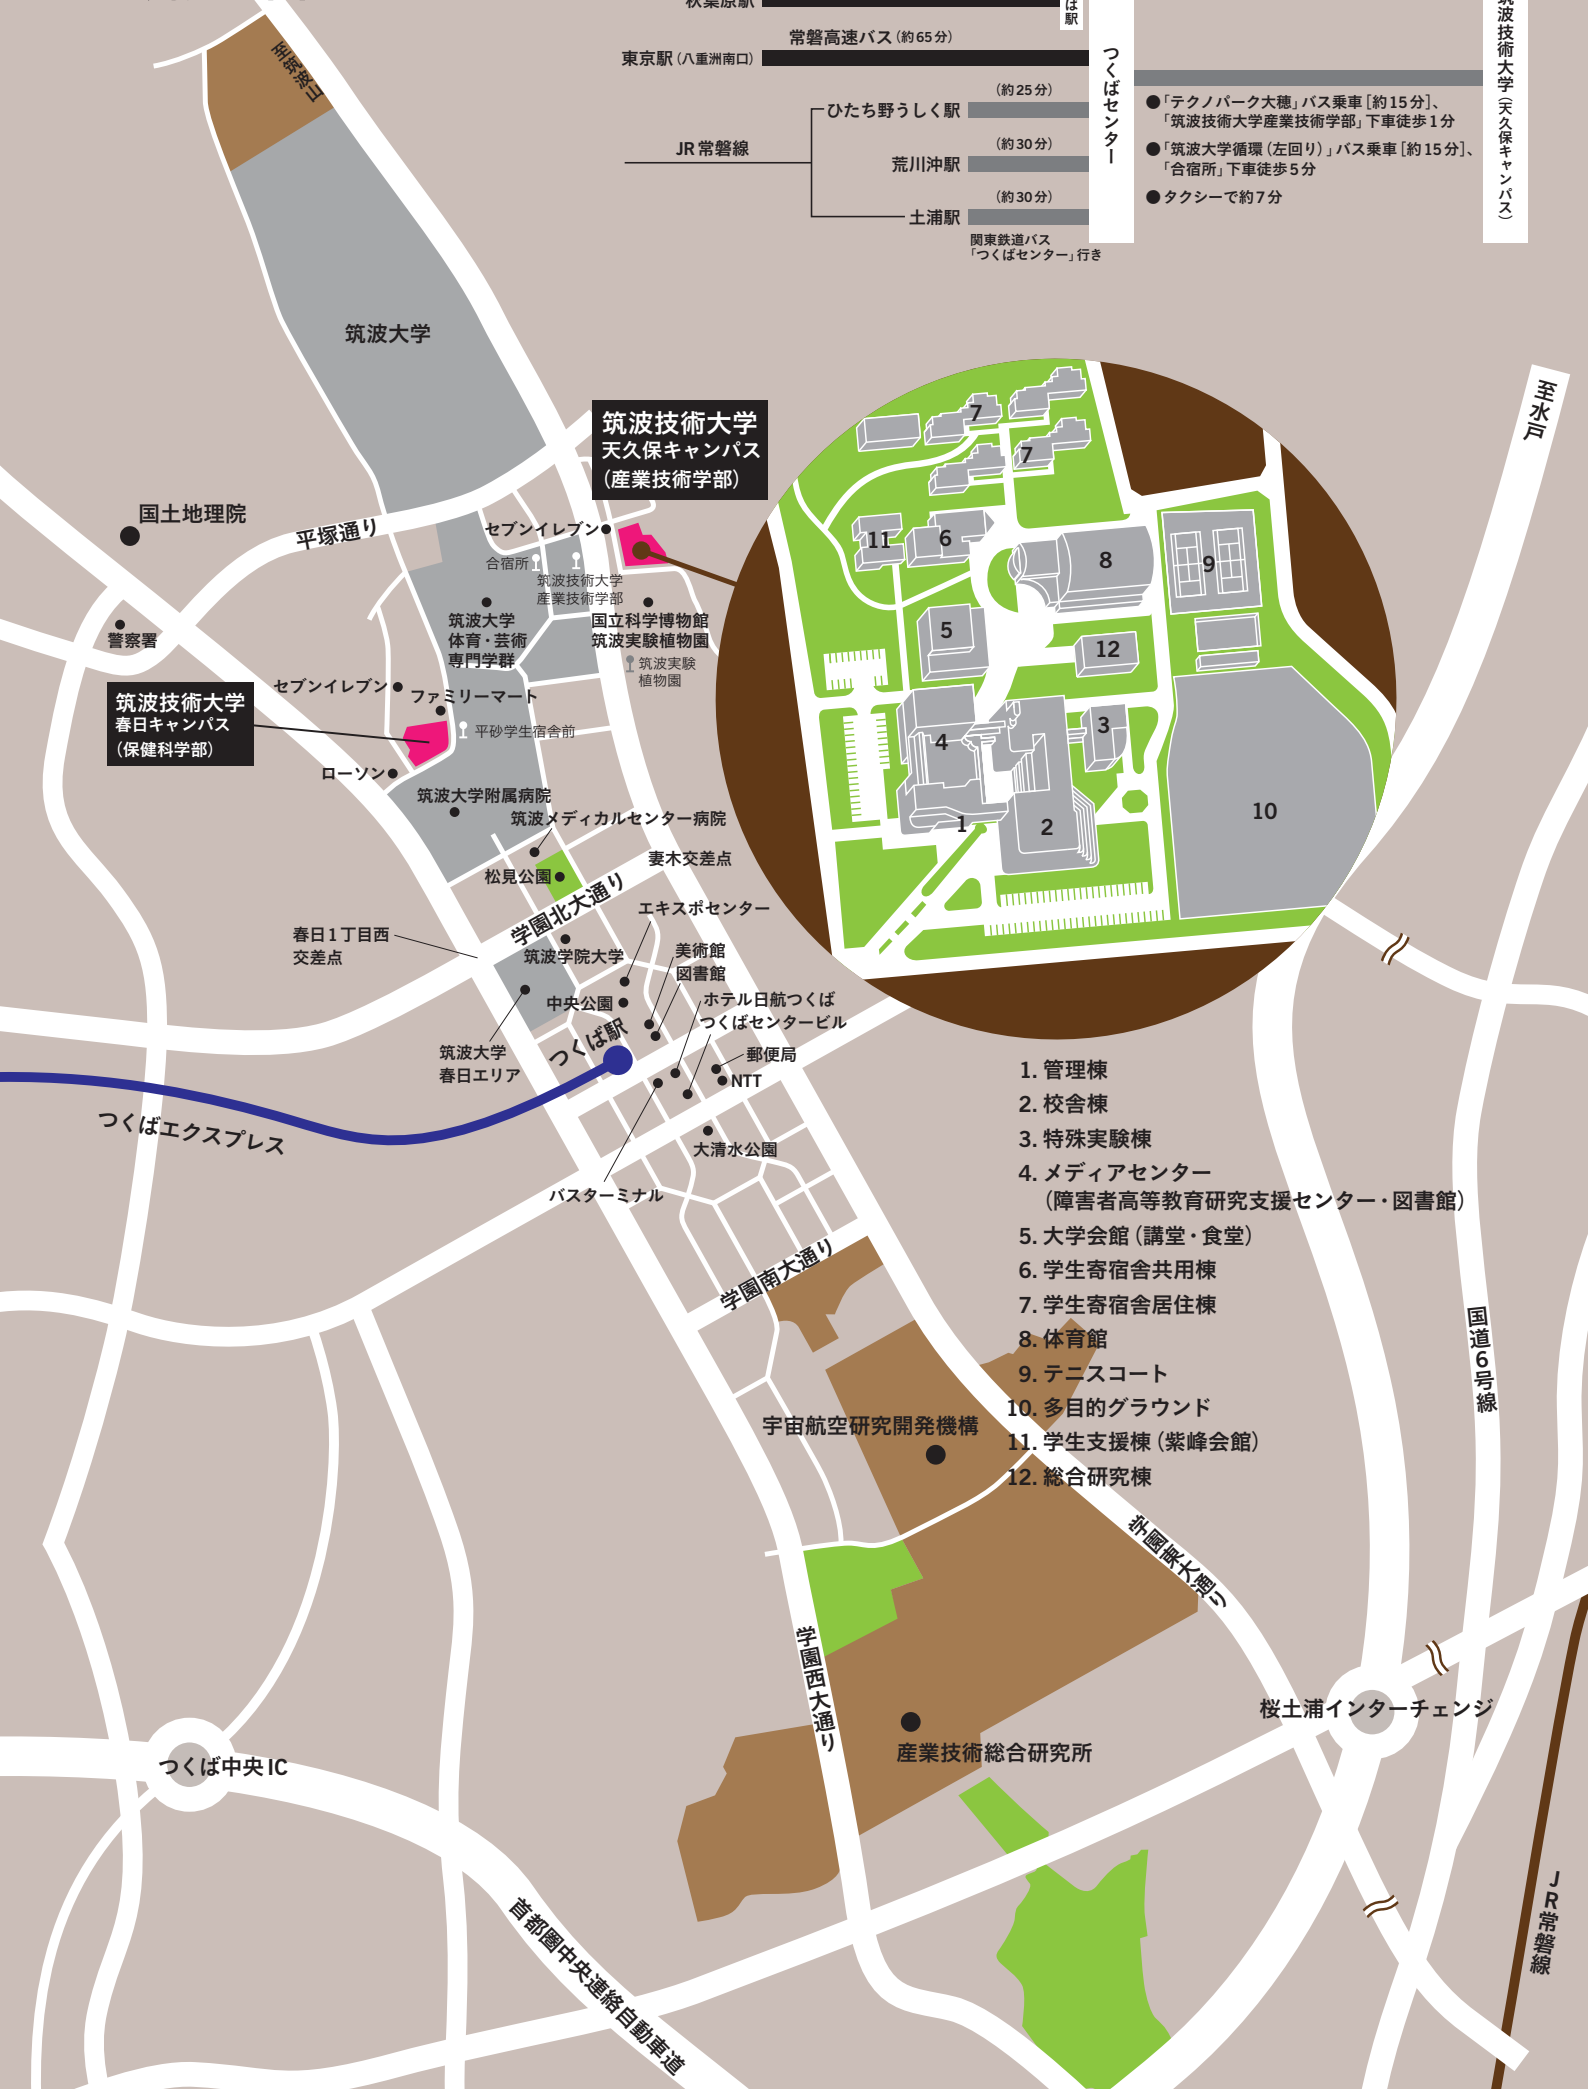 秋葉原駅
ば駅
常磐高速バス（約65分）
東京駅（八重洲南口）
つくばセンター
筑波技術大学（天久保キャンパス）
JR常磐線
（約25分）
ひたち野うしく駅
（約30分）
荒川沖駅
（約30分）
土浦駅
関東鉄道バス
「つくばセンター」行き
●「テクノパーク大穂」バス乗車［約15分］、
「筑波技術大学産業技術学部」下車徒歩1分
●「筑波大学循環（左回り）」バス乗車［約15分］、
「合宿所」下車徒歩5分
●タクシーで約7分
至筑波山
筑波大学
筑波技術大学
天久保キャンパス
（産業技術学部）
至水戸
国土地理院
平塚通り
セブンイレブン
合宿所
筑波技術大学
産業技術学部
警察署
筑波大学
体育・芸術
専門学群
国立科学博物館
筑波実験植物園
筑波実験
植物園
セブンイレブン
ファミリーマート
筑波技術大学
春日キャンパス
（保健科学部）
平砂学生宿舎前
ローソン
筑波大学附属病院
筑波メディカルセンター病院
妻木交差点
松見公園
学園北大通り
エキスポセンター
春日1丁目西
交差点
筑波学院大学
美術館
図書館
中央公園
ホテル日航つくば
つくばセンタービル
つくば駅
筑波大学
春日エリア
郵便局
NTT
つくばエクスプレス
大清水公園
バスターミナル
学園南大通り
7
7
11
6
8
9
5
12
4
3
1
2
10
1. 管理棟
2. 校舎棟
3. 特殊実験棟
4. メディアセンター
（障害者高等教育研究支援センター・図書館）
5. 大学会館（講堂・食堂）
6. 学生寄宿舎共用棟
7. 学生寄宿舎居住棟
8. 体育館
9. テニスコート
10. 多目的グラウンド
11. 学生支援棟（紫峰会館）
12. 総合研究棟
国道6号線
宇宙航空研究開発機構
学園東大通り
学園西大通り
桜土浦インターチェンジ
産業技術総合研究所
つくば中央IC
首都圏中央連絡自動車道
JR常磐線